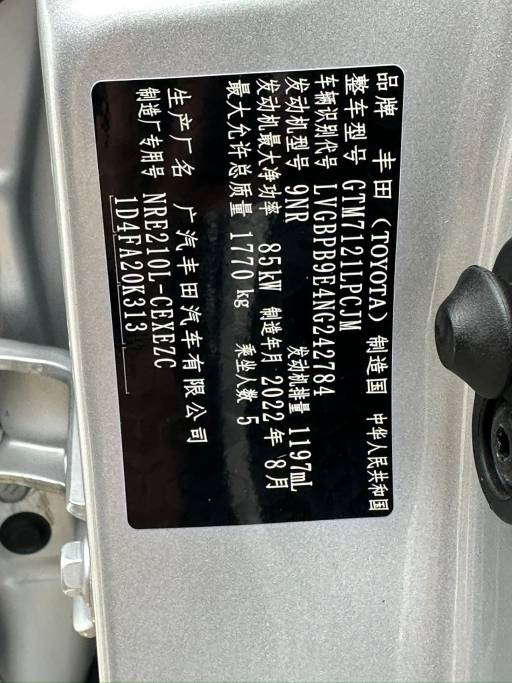 品牌 丰田（TOYOTA） 制造国 中华人民共和国
整车型号 GTM7121LPCJM
车辆识别代号 LVGBPB9E4NG242784
发动机型号 9NR 发动机排量 1197mL
发动机最大净功率 85kW 制造年月 2022年 8月
最大允许总质量 1770 kg 乘坐人数 5
生产厂名 广汽丰田汽车有限公司
制造厂专用号 NRE210L-CEXEZC
1D4FA20K313